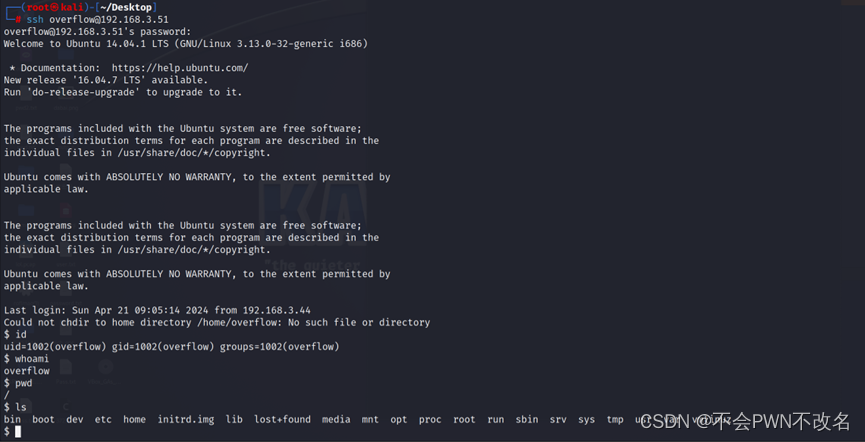 ┌──(root㉿kali)-[~/Desktop]
└─# ssh overflow@192.168.3.51
overflow@192.168.3.51's password:
Welcome to Ubuntu 14.04.1 LTS (GNU/Linux 3.13.0-32-generic i686)
* Documentation:  https://help.ubuntu.com/
New release '16.04.7 LTS' available.
Run 'do-release-upgrade' to upgrade to it.
The programs included with the Ubuntu system are free software;
the exact distribution terms for each program are described in the
individual files in /usr/share/doc/*/copyright.
Ubuntu comes with ABSOLUTELY NO WARRANTY, to the extent permitted by
applicable law.
The programs included with the Ubuntu system are free software;
the exact distribution terms for each program are described in the
individual files in /usr/share/doc/*/copyright.
Ubuntu comes with ABSOLUTELY NO WARRANTY, to the extent permitted by
applicable law.
Last login: Sun Apr 21 09:05:14 2024 from 192.168.3.44
Could not chdir to home directory /home/overflow: No such file or directory
$ id
uid=1002(overflow) gid=1002(overflow) groups=1002(overflow)
$ whoami
overflow
$ pwd
/
$ ls
bin  boot  dev  etc  home  initrd.img  lib  lost+found  media  mnt  opt  proc  root  run  sbin  srv  sys  tmp
$
CSDN @不会PWN不改名